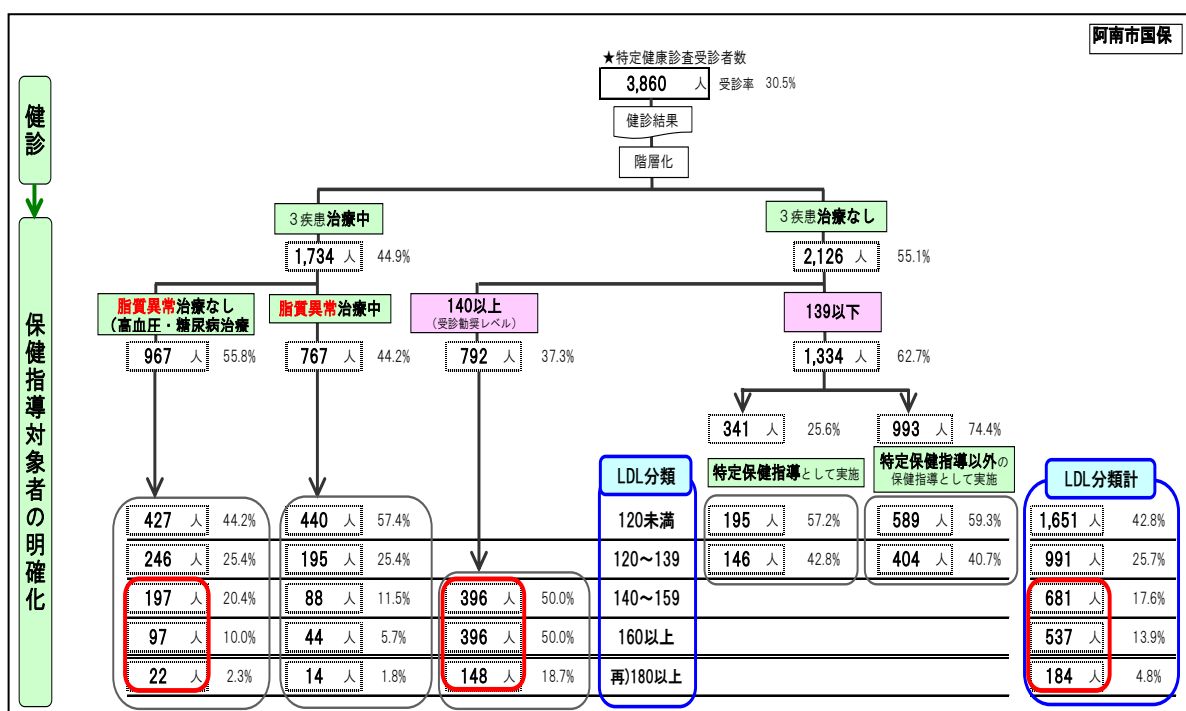 阿南市国保
★特定健康診査受診者数
3,860 人 受診率 30.5%
健診結果
階層化
健診
保健指導対象者の明確化
3疾患治療中
3疾患治療なし
1,734 人 44.9%
2,126 人 55.1%
脂質異常治療なし
(高血圧・糖尿病治療
脂質異常治療中
140以上
(受診勧奨レベル)
139以下
967 人 55.8%
767 人 44.2%
792 人 37.3%
1,334 人 62.7%
341 人 25.6%
993 人 74.4%
LDL分類
特定保健指導として実施
特定保健指導以外の
保健指導として実施
LDL分類計
427 人 44.2% 440 人 57.4% 120未満 195 人 57.2% 589 人 59.3% 1,651 人 42.8%
246 人 25.4% 195 人 25.4% 120～139 146 人 42.8% 404 人 40.7% 991 人 25.7%
197 人 20.4% 88 人 11.5% 396 人 50.0% 140～159 681 人 17.6%
97 人 10.0% 44 人 5.7% 396 人 50.0% 160以上 537 人 13.9%
22 人 2.3% 14 人 1.8% 148 人 18.7% 再)180以上 184 人 4.8%